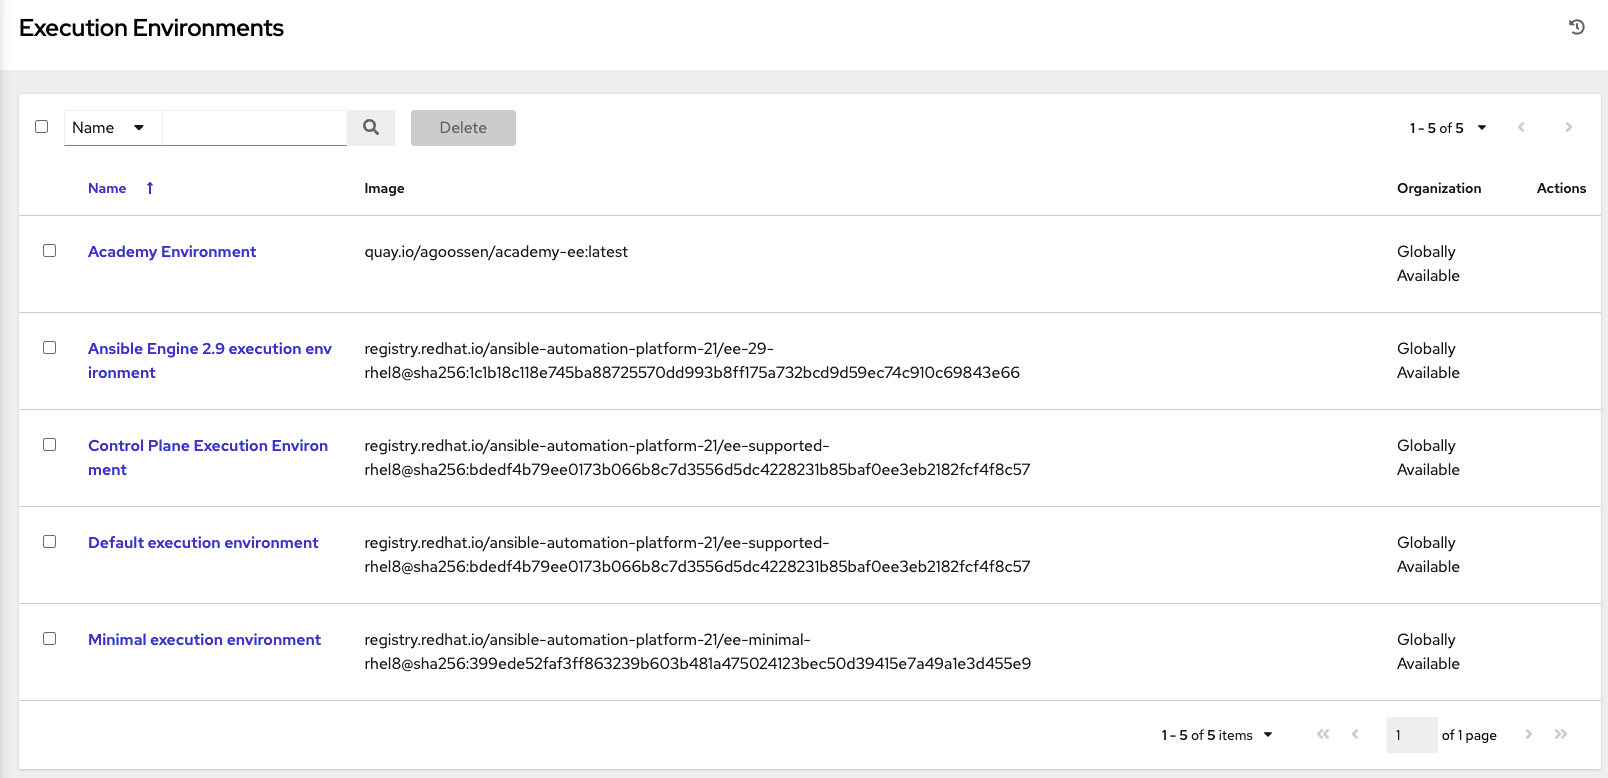 Execution Environments
Name
Delete
1 - 5 of 5
Name Image Organization Actions
Academy Environment quay.io/agoossen/academy-ee:latest Globally
Available
Ansible Engine 2.9 execution env registry.redhat.io/ansible-automation-platform-21/ee-29- Globally
ironment rhel8@sha256:1c1b18c118e745ba88725570dd993b8ff175a732bcd9d59ec74c910c69843e66 Available
Control Plane Execution Environ registry.redhat.io/ansible-automation-platform-21/ee-supported- Globally
ment rhel8@sha256:bdedf4b79ee0173b066b8c7d3556d5dc4228231b85baf0ee3eb2182fcf4f8c57 Available
Default execution environment registry.redhat.io/ansible-automation-platform-21/ee-supported- Globally
rhel8@sha256:bdedf4b79ee0173b066b8c7d3556d5dc4228231b85baf0ee3eb2182fcf4f8c57 Available
Minimal execution environment registry.redhat.io/ansible-automation-platform-21/ee-minimal- Globally
rhel8@sha256:399ede52faf3ff863239b603b481a475024123bec50d39415e7a49a1e3d455e9 Available
1 - 5 of 5 items 1 of 1 page